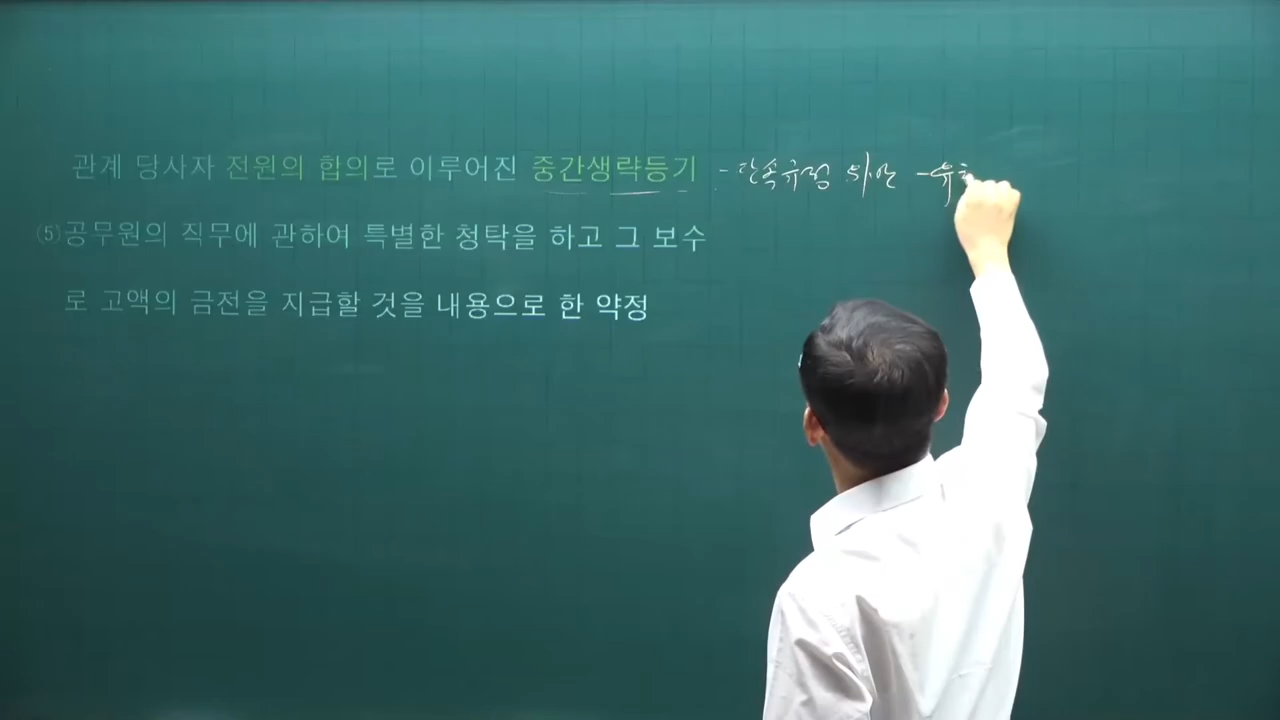 관계 당사자 전원의 합의로 이루어진 중간생략등기 - 단속규정 위반 - 유효
⑸공무원의 직무에 관하여 특별한 청탁을 하고 그 보수
로 고액의 금전을 지급할 것을 내용으로 한 약정